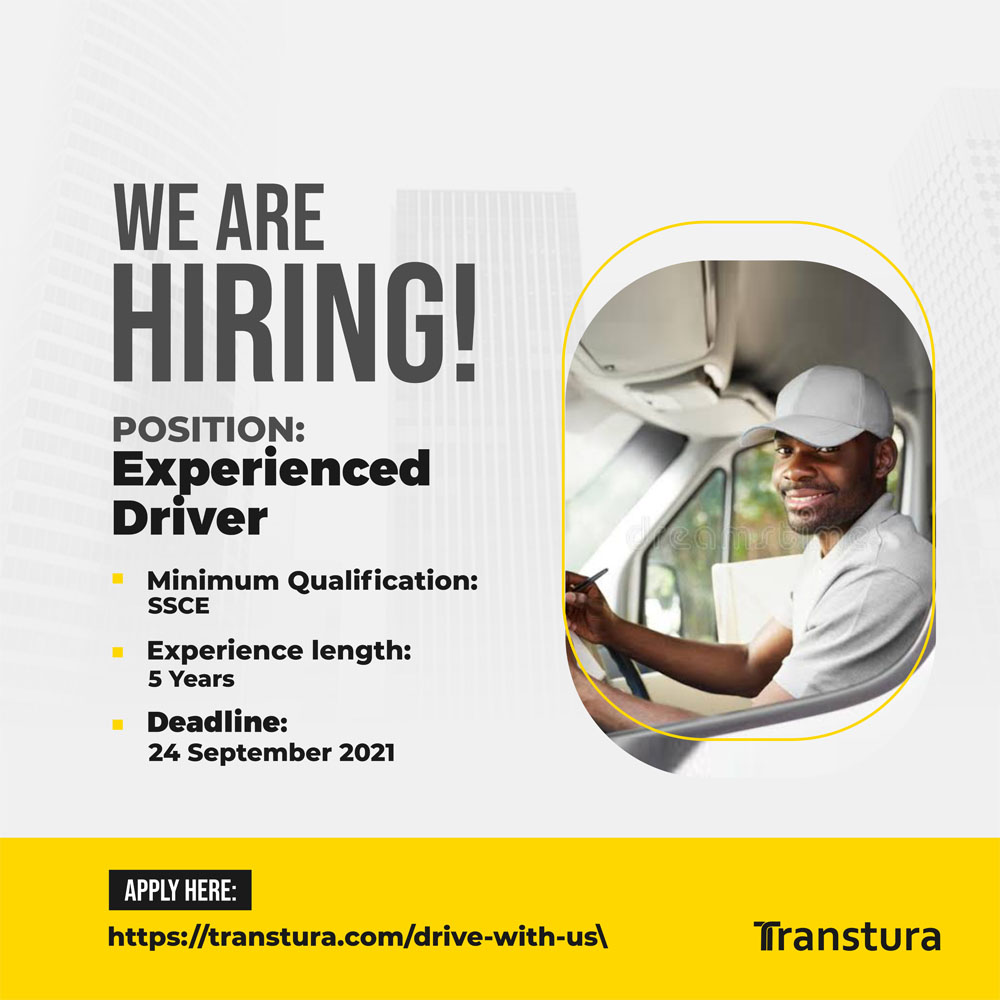 WE ARE
HIRING!
POSITION:
Experienced
Driver
Minimum Qualification:
SSCE
Experience length:
5 Years
Deadline:
24 September 2021
dreamstime
APPLY HERE:
https://transtura.com/drive-with-us\
Transtura